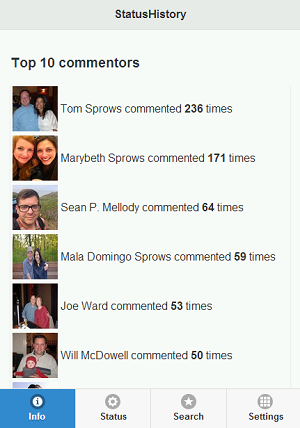 StatusHistory
Top 10 commentors
Tom Sprows commented 236 times
Marybeth Sprows commented 171 times
Sean P. Mellody commented 64 times
Mala Domingo Sprows commented 59 times
Joe Ward commented 53 times
Will McDowell commented 50 times
Info Status Search Settings